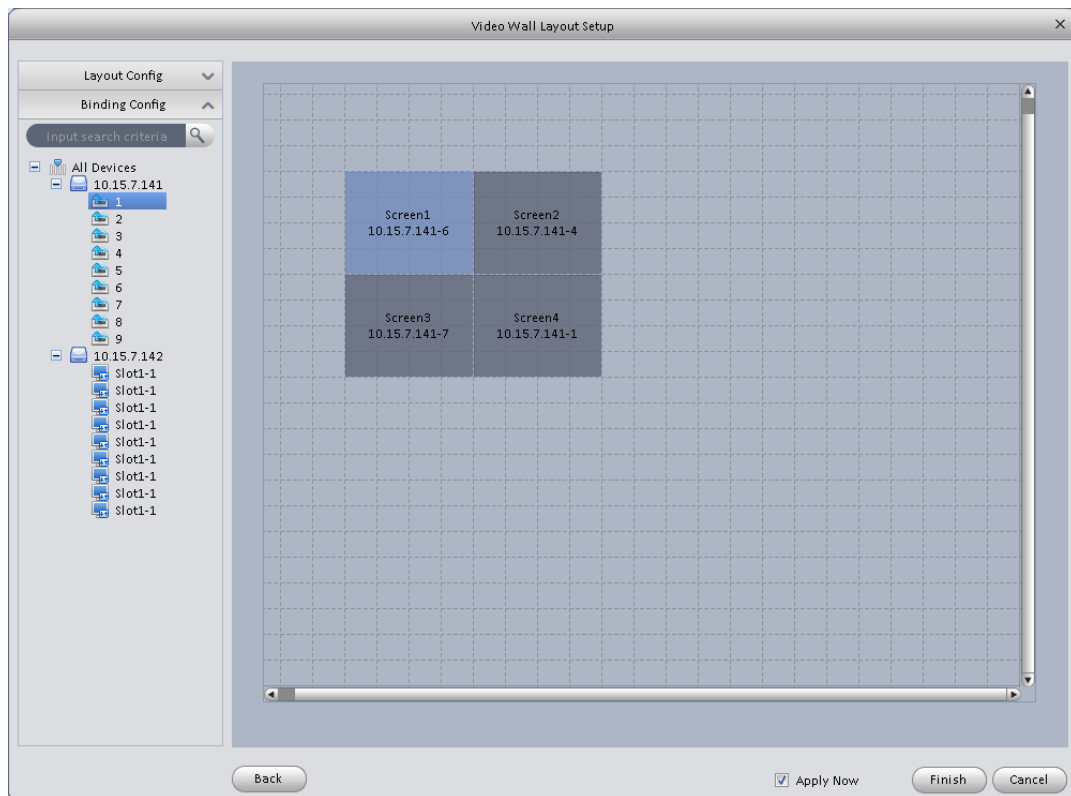 Video Wall Layout Setup
Layout Config
Binding Config
Input search criteria
All Devices
10.15.7.141
1
2
3
4
5
6
7
8
9
10.15.7.142
Slot1-1
Slot1-1
Slot1-1
Slot1-1
Slot1-1
Slot1-1
Slot1-1
Slot1-1
Slot1-1
Screen1
10.15.7.141-6
Screen2
10.15.7.141-4
Screen3
10.15.7.141-7
Screen4
10.15.7.141-1
Back
Apply Now
Finish
Cancel